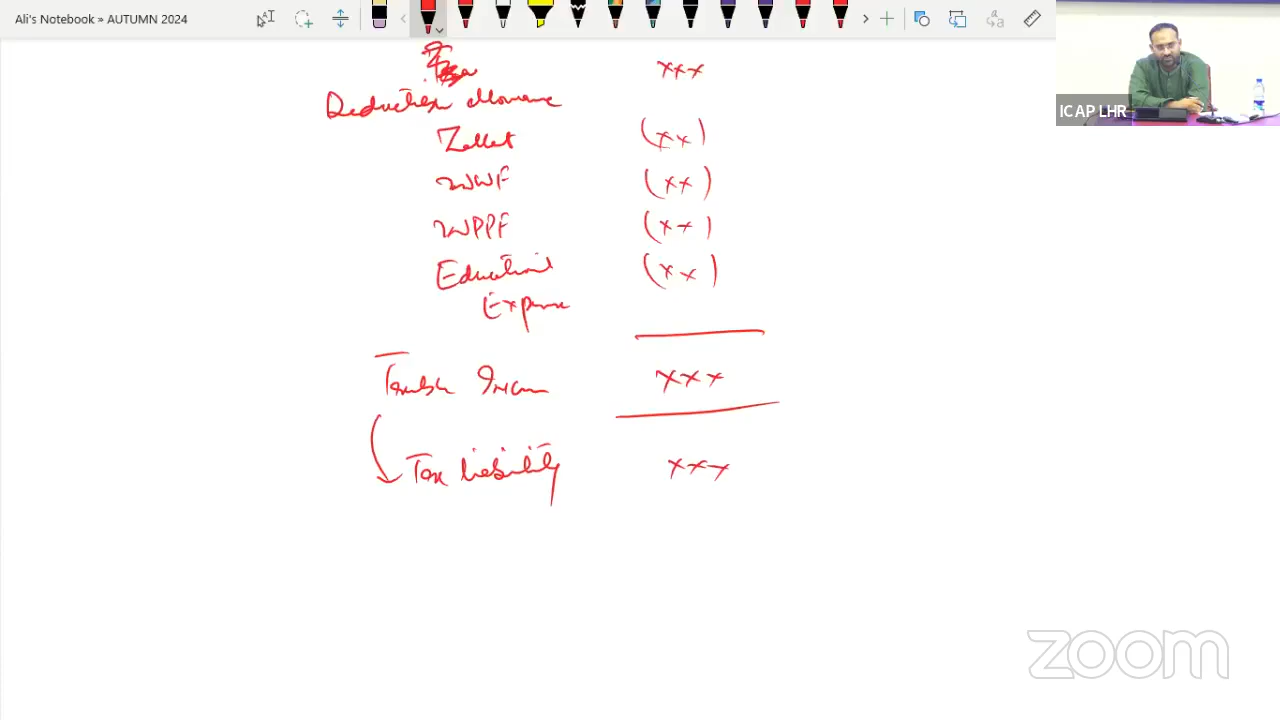 Ali's Notebook » AUTUMN 2024
ICAP LHR
xxx
Deduction allowance
Zakat (xx)
WWF (xx)
WPPF (xx)
Educational (xx)
Expense
Taxable Income xxx
Tax liability xxx
zoom